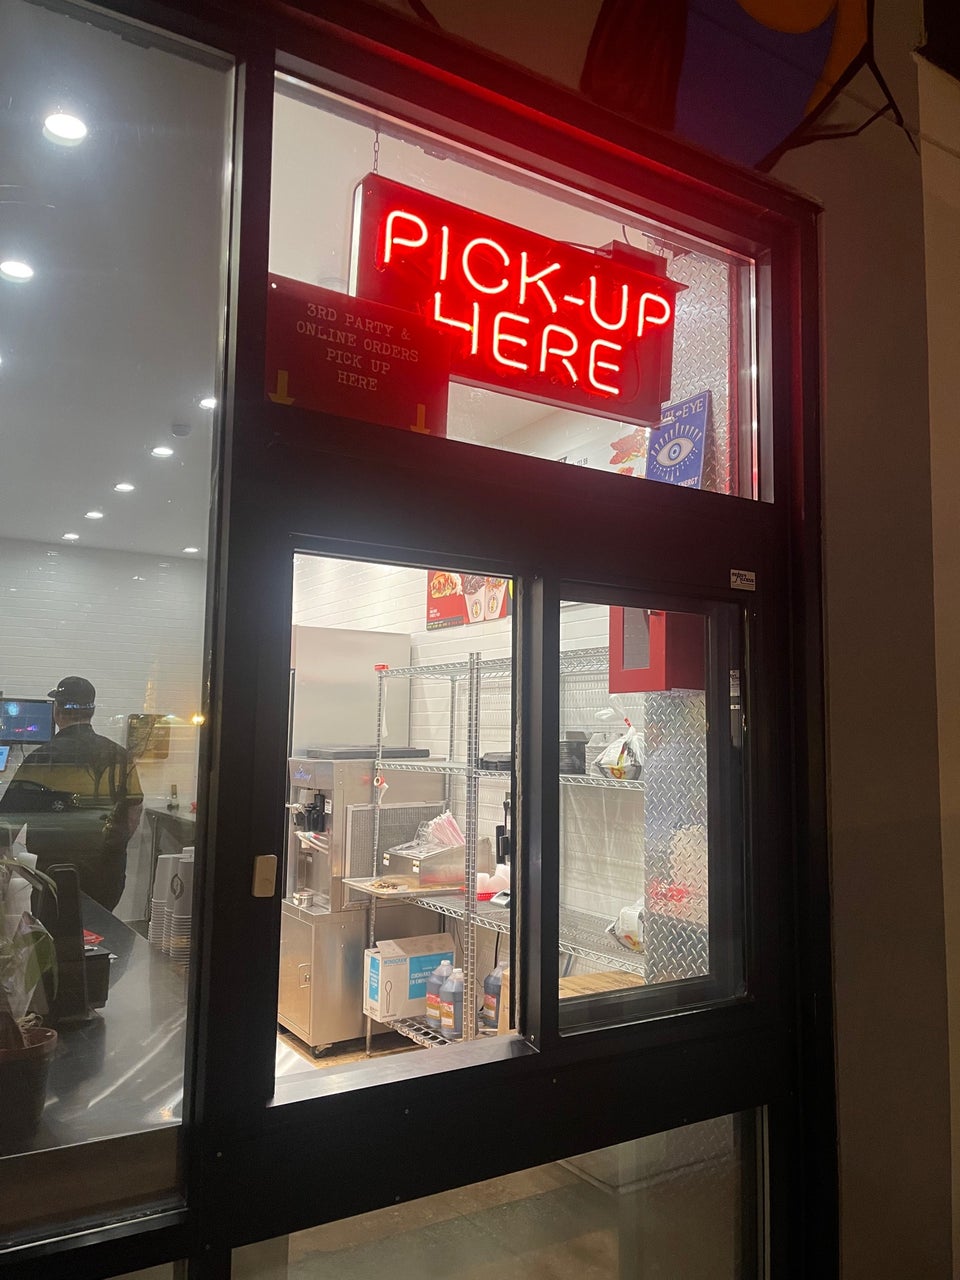 PICK-UP
HERE
3RD PARTY &
ONLINE ORDERS
PICK UP
HERE
EYE